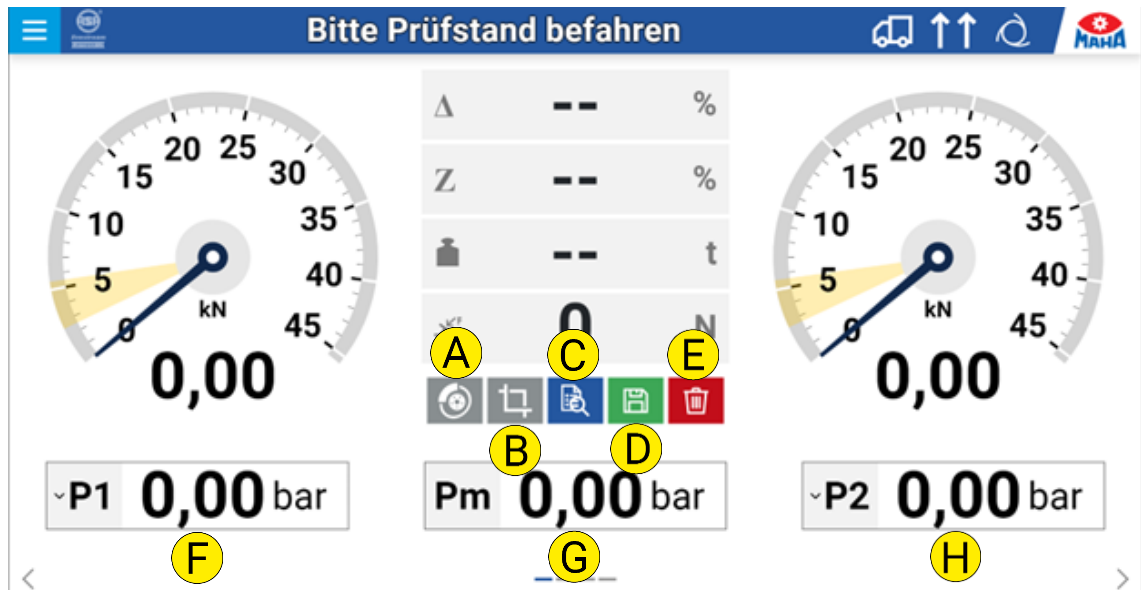 Bitte Prüfstand befahren
MAHA
Δ -- %
Z -- %
-- t
F 0 N
0 5 10 15 20 25 30 35 40 45
kN
0,00
0 5 10 15 20 25 30 35 40 45
kN
0,00
A
C
E
B
D
P1 0,00 bar
Pm 0,00 bar
P2 0,00 bar
F
G
H